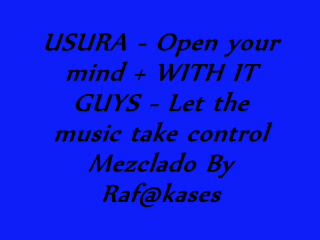 USURA - Open your
mind + WITH IT
GUYS - Let the
music take control
Mezclado By
Raf@kases